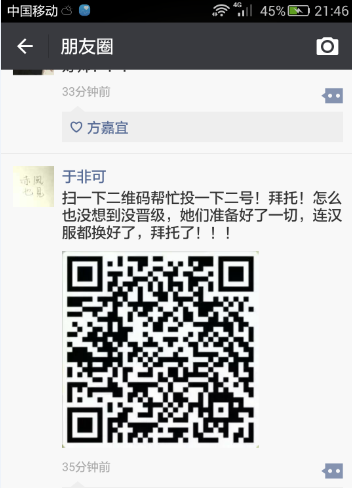 中国移动 4G 45% 21:46
朋友圈
33分钟前
方嘉宜
于非可
扫一下二维码帮忙投一下二号！拜托！怎么
也没想到没晋级，她们准备好了一切，连汉
服都换好了，拜托了！！！
35分钟前